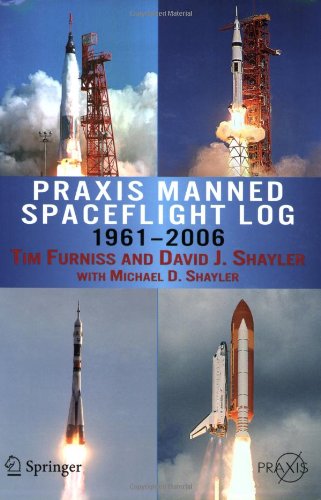 PRAXIS MANNED
SPACEFLIGHT LOG
1961–2006
TIM FURNISS AND DAVID J. SHAYLER
WITH MICHAEL D. SHAYLER
Springer
PRAXIS